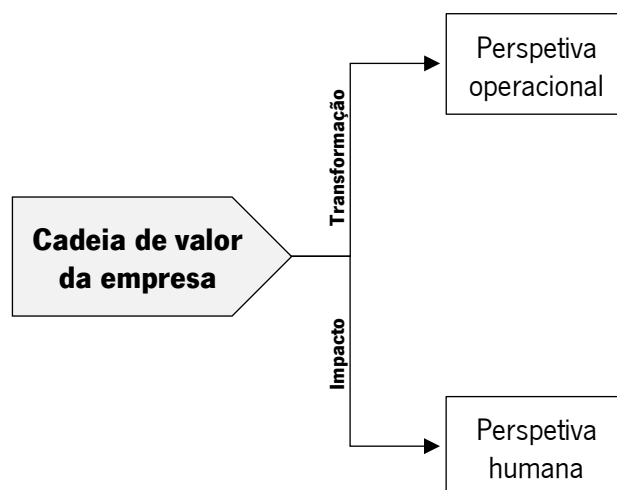 Perspetiva
operacional
Transformação
Cadeia de valor
da empresa
Impacto
Perspetiva
humana